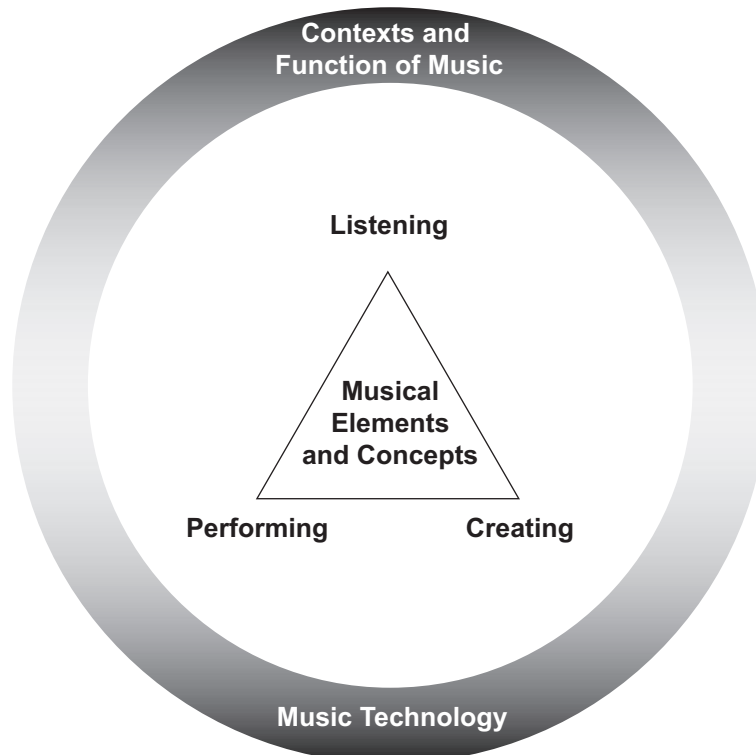 Contexts and
Function of Music
Listening
Musical
Elements
and Concepts
Performing
Creating
Music Technology